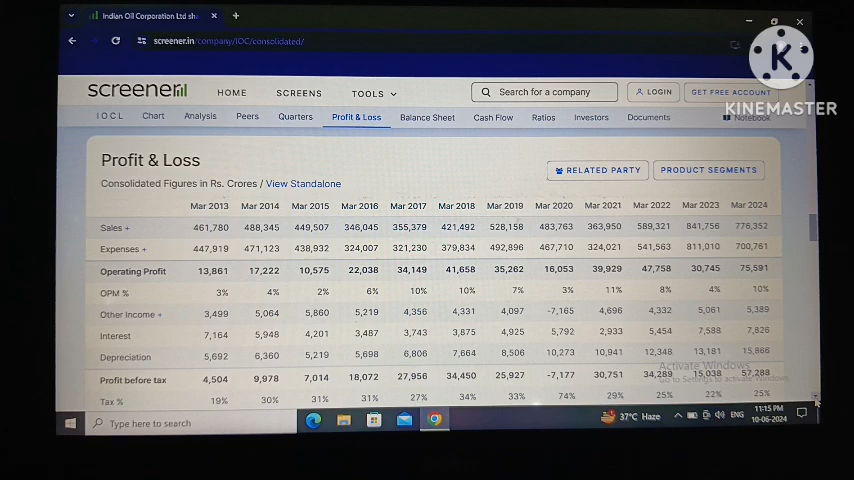 Indian Oil Corporation Ltd sha
screener.in/company/IOC/consolidated/
K
KINEMASTER
screener
HOME
SCREENS
TOOLS
Search for a company
LOGIN
GET FREE ACCOUNT
I O C L
Chart
Analysis
Peers
Quarters
Profit & Loss
Balance Sheet
Cash Flow
Ratios
Investors
Documents
Notebook
Profit & Loss
Consolidated Figures in Rs. Crores / View Standalone
RELATED PARTY
PRODUCT SEGMENTS
Mar 2013 Mar 2014 Mar 2015 Mar 2016 Mar 2017 Mar 2018 Mar 2019 Mar 2020 Mar 2021 Mar 2022 Mar 2023 Mar 2024
Sales + 461,780 488,345 449,507 346,045 355,379 421,492 528,158 483,763 363,950 589,321 841,756 776,352
Expenses + 447,919 471,123 438,932 324,007 321,230 379,834 492,896 467,710 324,021 541,563 811,010 700,761
Operating Profit 13,861 17,222 10,575 22,038 34,149 41,658 35,262 16,053 39,929 47,758 30,745 75,591
OPM % 3% 4% 2% 6% 10% 10% 7% 3% 11% 8% 4% 10%
Other Income + 3,499 5,064 5,860 5,219 4,356 4,331 4,097 -7,165 4,696 4,332 5,061 5,389
Interest 7,164 5,948 4,201 3,487 3,743 3,875 4,925 5,792 2,933 5,454 7,588 7,826
Depreciation 5,692 6,360 5,219 5,698 6,806 7,664 8,506 10,273 10,941 12,348 13,181 15,866
Activate Windows
Profit before tax 4,504 9,978 7,014 18,072 27,956 34,450 25,927 -7,177 30,751 34,289 15,038 57,288
Go to Settings to activate Windows.
Tax % 19% 30% 31% 31% 27% 34% 33% 74% 29% 25% 22% 25%
Type here to search
37°C Haze
ENG
11:15 PM
10-06-2024